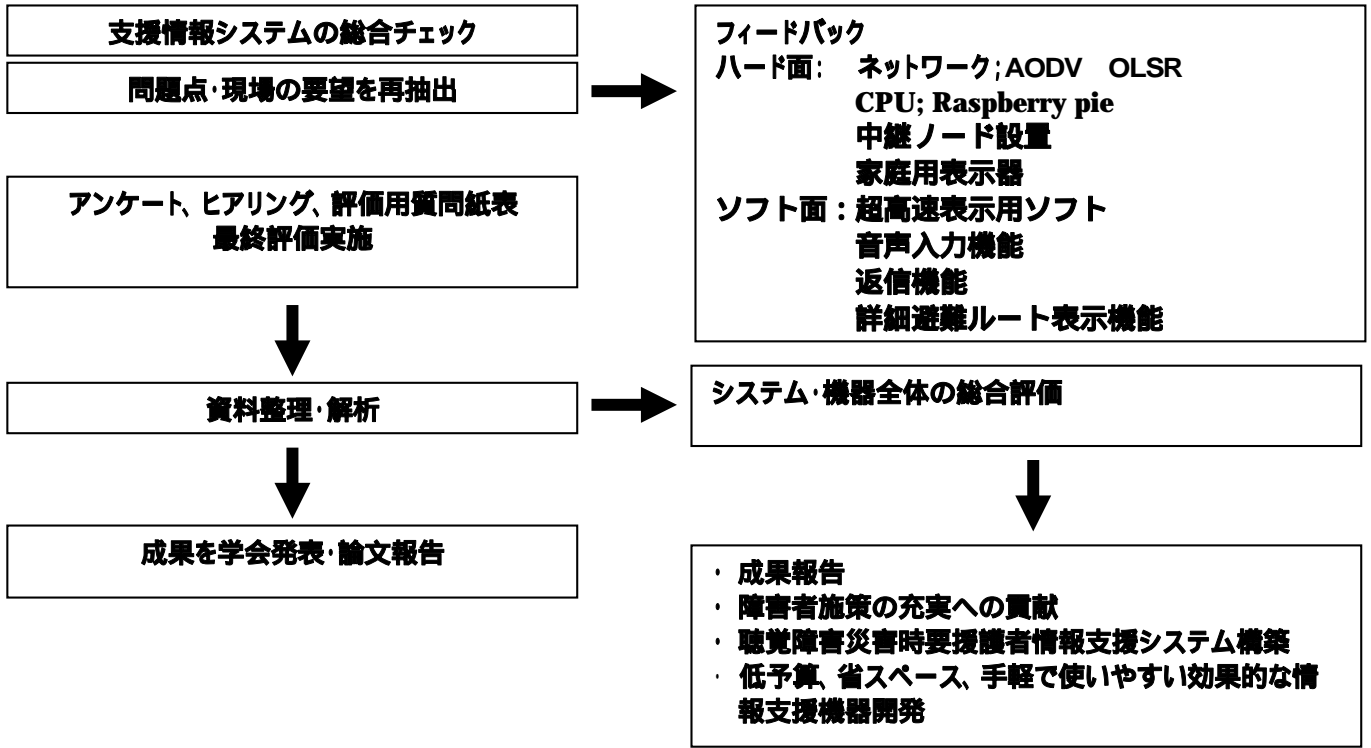 支援情報システムの総合チェック
問題点・現場の要望を再抽出
アンケート、ヒアリング、評価用質問紙表
最終評価実施
資料整理・解析
成果を学会発表・論文報告
フィードバック
ハード面: ネットワーク;AODV OLSR
CPU; Raspberry pie
中継ノード設置
家庭用表示器
ソフト面:超高速表示用ソフト
音声入力機能
返信機能
詳細避難ルート表示機能
システム・機器全体の総合評価
・ 成果報告
・ 障害者施策の充実への貢献
・ 聴覚障害災害時要援護者情報支援システム構築
・ 低予算、省スペース、手軽で使いやすい効果的な情
報支援機器開発